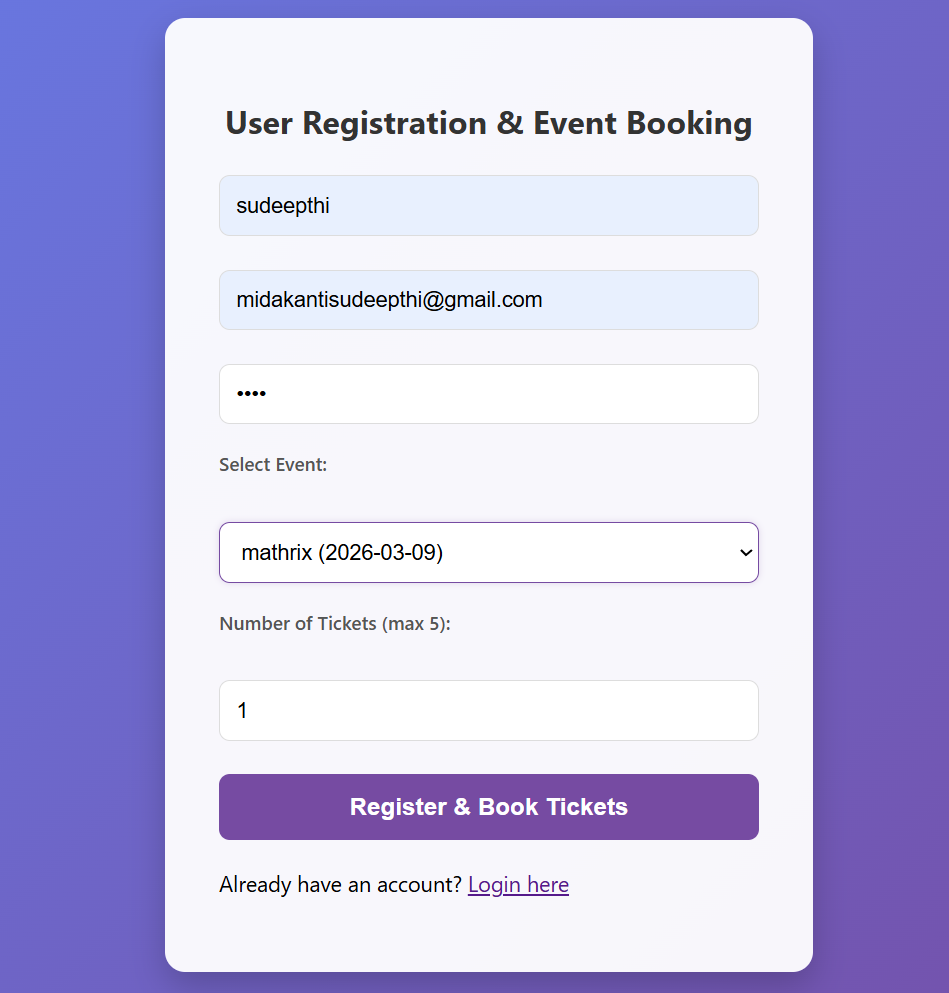 User Registration & Event Booking
sudeepthi
midakantisudeepthi@gmail.com
••••
Select Event:
mathrix (2026-03-09)
Number of Tickets (max 5):
1
Register & Book Tickets
Already have an account? Login here